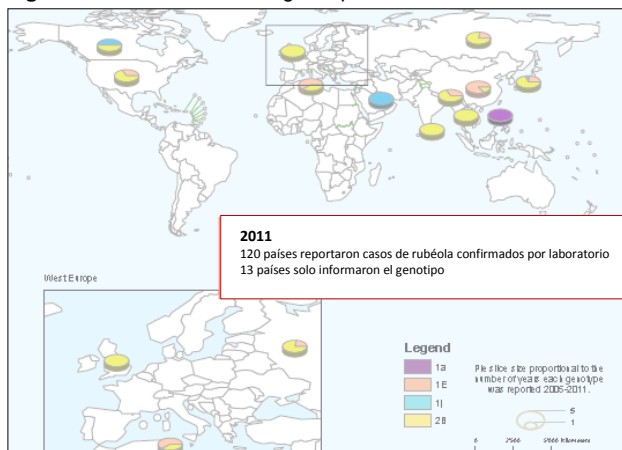 2011
120 países reportaron casos de rubéola confirmados por laboratorio
13 países solo informaron el genotipo
West Europe
Legend
1a
1E
1J
2B
Pie slice size proportional to the
number of years each genotype
was reported 2005-2011.
5
1